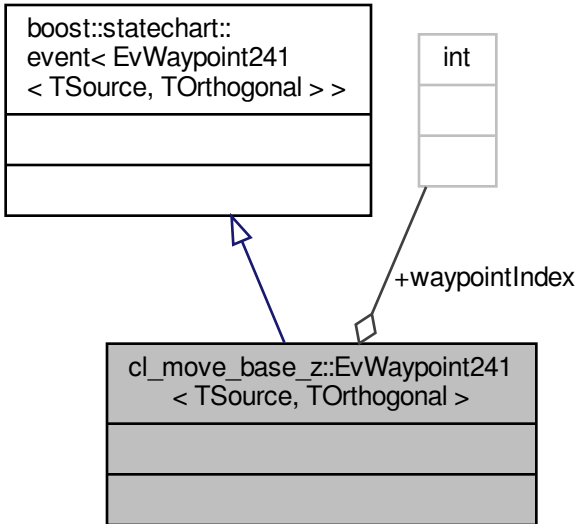 boost::statechart::
event< EvWaypoint241
< TSource, TOrthogonal > >
int
+waypointIndex
cl_move_base_z::EvWaypoint241
< TSource, TOrthogonal >